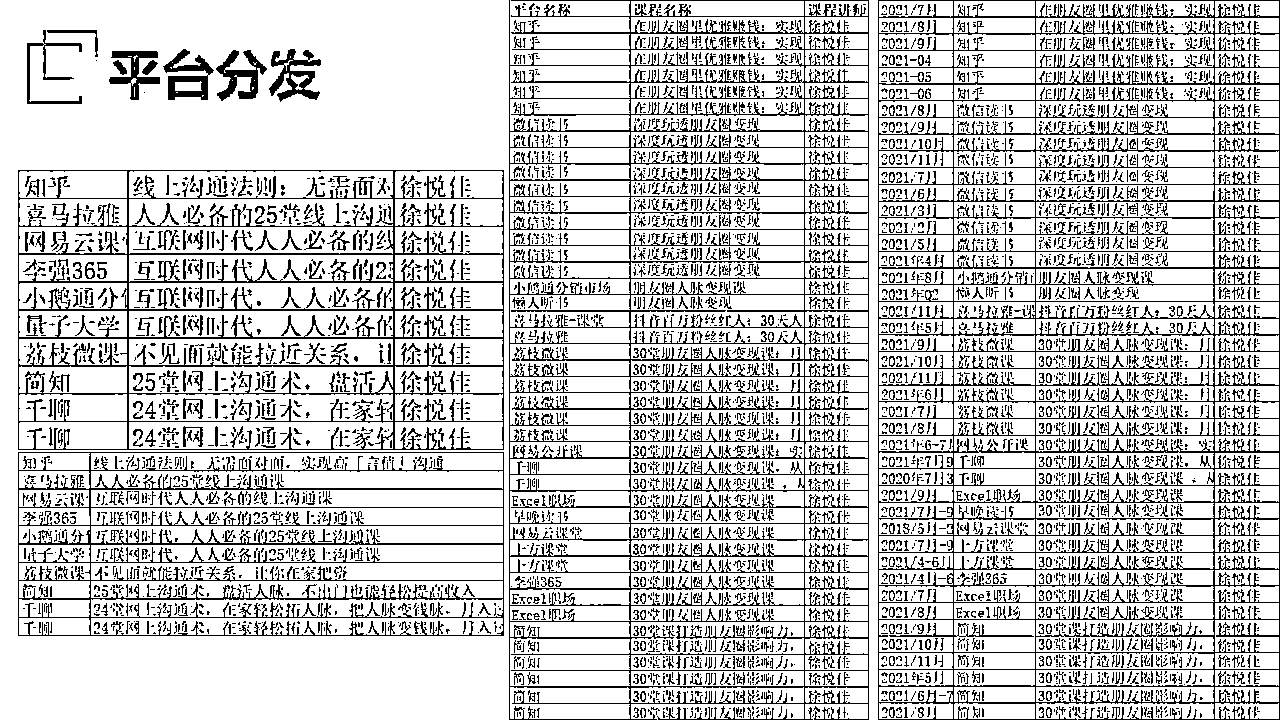 平台分发
知乎 线上沟通法则：无需面对 徐悦佳
喜马拉雅 人人必备的25堂线上沟通 徐悦佳
网易云课 互联网时代人人必备的线 徐悦佳
李强365 互联网时代人人必备的25 徐悦佳
小鹅通分 互联网时代，人人必备的 徐悦佳
量子大学 互联网时代，人人必备的 徐悦佳
荔枝微课- 不见面就能拉近关系，让 徐悦佳
简知 25堂网上沟通术，盘活人 徐悦佳
千聊 24堂网上沟通术，在家轻 徐悦佳
千聊 24堂网上沟通术，在家轻 徐悦佳
知乎 线上沟通法则：无需面对面，实现高「言值」沟通
喜马拉雅 人人必备的25堂线上沟通课
网易云课 互联网时代人人必备的线上沟通课
李强365 互联网时代人人必备的25堂线上沟通课
小鹅通分 互联网时代，人人必备的25堂线上沟通课
量子大学 互联网时代，人人必备的25堂线上沟通课
荔枝微课- 不见面就能拉近关系，让你在家把资
简知 25堂网上沟通术，盘活人脉，不出门也能轻松提高收入
千聊 24堂网上沟通术，在家轻松拓人脉，把人脉变钱脉，月入过
千聊 24堂网上沟通术，在家轻松拓人脉，把人脉变钱脉，月入过
平台名称 课程名称 课程讲师
知乎 在朋友圈里优雅赚钱：实现 徐悦佳
知乎 在朋友圈里优雅赚钱：实现 徐悦佳
知乎 在朋友圈里优雅赚钱：实现 徐悦佳
知乎 在朋友圈里优雅赚钱：实现 徐悦佳
知乎 在朋友圈里优雅赚钱：实现 徐悦佳
知乎 在朋友圈里优雅赚钱：实现 徐悦佳
微信读书 深度玩透朋友圈变现 徐悦佳
微信读书 深度玩透朋友圈变现 徐悦佳
微信读书 深度玩透朋友圈变现 徐悦佳
微信读书 深度玩透朋友圈变现 徐悦佳
微信读书 深度玩透朋友圈变现 徐悦佳
微信读书 深度玩透朋友圈变现 徐悦佳
微信读书 深度玩透朋友圈变现 徐悦佳
微信读书 深度玩透朋友圈变现 徐悦佳
微信读书 深度玩透朋友圈变现 徐悦佳
微信读书 深度玩透朋友圈变现 徐悦佳
小鹅通分销市场 朋友圈人脉变现课 徐悦佳
懒人听书 朋友圈人脉变现 徐悦佳
喜马拉雅-课堂 抖音百万粉丝红人：30天人 徐悦佳
喜马拉雅 抖音百万粉丝红人：30天人 徐悦佳
荔枝微课 30堂朋友圈人脉变现课：月 徐悦佳
荔枝微课 30堂朋友圈人脉变现课：月 徐悦佳
荔枝微课 30堂朋友圈人脉变现课：月 徐悦佳
荔枝微课 30堂朋友圈人脉变现课：月 徐悦佳
荔枝微课 30堂朋友圈人脉变现课：月 徐悦佳
荔枝微课 30堂朋友圈人脉变现课：月 徐悦佳
网易公开课 30堂朋友圈人脉变现课：实 徐悦佳
千聊 30堂朋友圈人脉变现课，从 徐悦佳
千聊 30堂朋友圈人脉变现课 ，从 徐悦佳
Excel职场 30堂朋友圈人脉变现课 徐悦佳
早晚读书 30堂朋友圈人脉变现课 徐悦佳
网易云课堂 30堂朋友圈人脉变现课 徐悦佳
十方课堂 30堂朋友圈人脉变现课 徐悦佳
十方课堂 30堂朋友圈人脉变现课 徐悦佳
李强365 30堂朋友圈人脉变现课 徐悦佳
Excel职场 30堂朋友圈人脉变现课 徐悦佳
Excel职场 30堂朋友圈人脉变现课 徐悦佳
简知 30堂课打造朋友圈影响力， 徐悦佳
简知 30堂课打造朋友圈影响力， 徐悦佳
简知 30堂课打造朋友圈影响力， 徐悦佳
简知 30堂课打造朋友圈影响力， 徐悦佳
简知 30堂课打造朋友圈影响力， 徐悦佳
简知 30堂课打造朋友圈影响力， 徐悦佳
2021/7月 知乎 在朋友圈里优雅赚钱：实现 徐悦佳
2021/8月 知乎 在朋友圈里优雅赚钱：实现 徐悦佳
2021/9月 知乎 在朋友圈里优雅赚钱：实现 徐悦佳
2021-04 知乎 在朋友圈里优雅赚钱：实现 徐悦佳
2021-05 知乎 在朋友圈里优雅赚钱：实现 徐悦佳
2021-06 知乎 在朋友圈里优雅赚钱：实现 徐悦佳
2021/8月 微信读书 深度玩透朋友圈变现 徐悦佳
2021/9月 微信读书 深度玩透朋友圈变现 徐悦佳
2021/10月 微信读书 深度玩透朋友圈变现 徐悦佳
2021/11月 微信读书 深度玩透朋友圈变现 徐悦佳
2021/7月 微信读书 深度玩透朋友圈变现 徐悦佳
2021/6月 微信读书 深度玩透朋友圈变现 徐悦佳
2021/3月 微信读书 深度玩透朋友圈变现 徐悦佳
2021/2月 微信读书 深度玩透朋友圈变现 徐悦佳
2021/5月 微信读书 深度玩透朋友圈变现 徐悦佳
2021年4月 微信读书 深度玩透朋友圈变现 徐悦佳
2021年8月 小鹅通分销 朋友圈人脉变现课 徐悦佳
2021年Q2 懒人听书 朋友圈人脉变现 徐悦佳
2021/11月 喜马拉雅-课 抖音百万粉丝红人：30天人 徐悦佳
2021年5月 喜马拉雅 抖音百万粉丝红人：30天人 徐悦佳
2021/9月 荔枝微课 30堂朋友圈人脉变现课：月 徐悦佳
2021/10月 荔枝微课 30堂朋友圈人脉变现课：月 徐悦佳
2021/11月 荔枝微课 30堂朋友圈人脉变现课：月 徐悦佳
2021年6月 荔枝微课 30堂朋友圈人脉变现课：月 徐悦佳
2021/7月 荔枝微课 30堂朋友圈人脉变现课：月 徐悦佳
2021/8月 荔枝微课 30堂朋友圈人脉变现课：月 徐悦佳
2021年6-7 网易公开课 30堂朋友圈人脉变现课：实 徐悦佳
2021年7月9 千聊 30堂朋友圈人脉变现课，从 徐悦佳
2020年7月3 千聊 30堂朋友圈人脉变现课 ，从 徐悦佳
2021/9月 Excel职场 30堂朋友圈人脉变现课 徐悦佳
2021/7月-9 早晚读书 30堂朋友圈人脉变现课 徐悦佳
2018/5月-3 网易云课堂 30堂朋友圈人脉变现课 徐悦佳
2021/7月-9 十方课堂 30堂朋友圈人脉变现课 徐悦佳
2021/4-6月 十方课堂 30堂朋友圈人脉变现课 徐悦佳
2021/4月-6 李强365 30堂朋友圈人脉变现课 徐悦佳
2021/7月 Excel职场 30堂朋友圈人脉变现课 徐悦佳
2021/8月 Excel职场 30堂朋友圈人脉变现课 徐悦佳
2021/9月 简知 30堂课打造朋友圈影响力， 徐悦佳
2021/10月 简知 30堂课打造朋友圈影响力， 徐悦佳
2021/11月 简知 30堂课打造朋友圈影响力， 徐悦佳
2021年5月 简知 30堂课打造朋友圈影响力， 徐悦佳
2021/6月-7 简知 30堂课打造朋友圈影响力， 徐悦佳
2021/8月 简知 30堂课打造朋友圈影响力， 徐悦佳